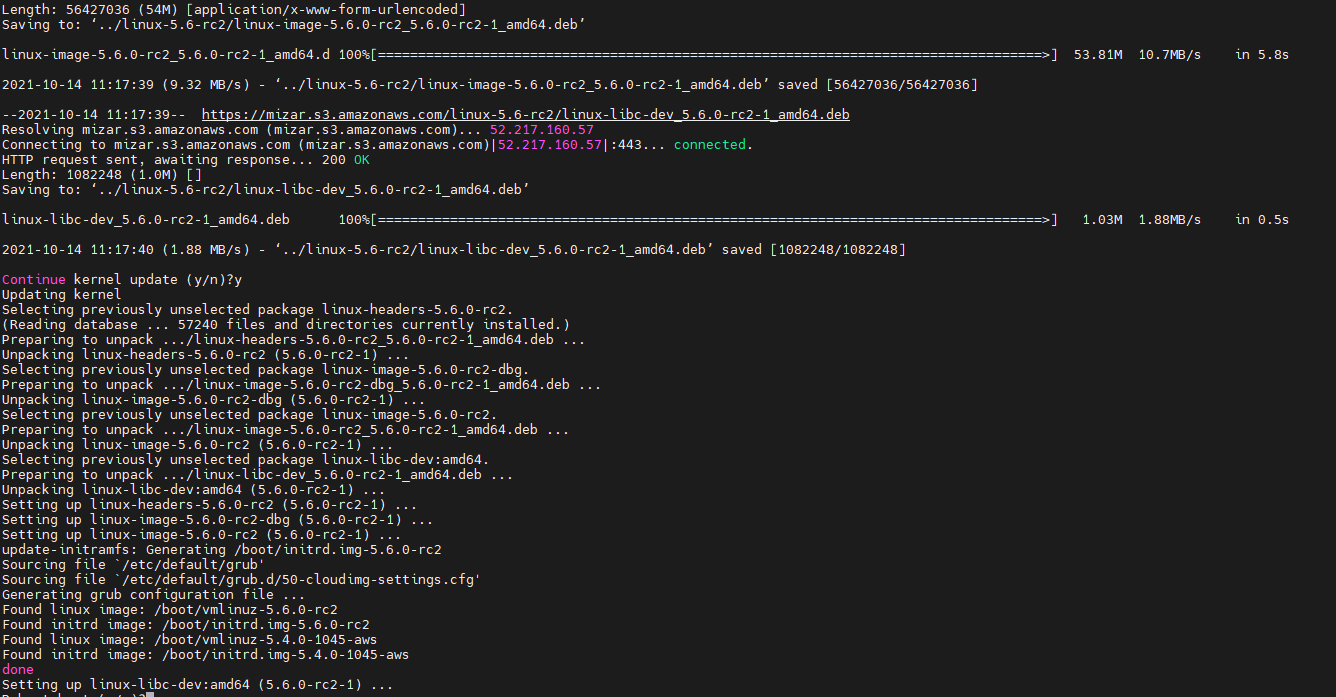 Length: 56427036 (54M) [application/x-www-form-urlencoded]
Saving to: ‘../linux-5.6-rc2/linux-image-5.6.0-rc2_5.6.0-rc2-1_amd64.deb’
linux-image-5.6.0-rc2_5.6.0-rc2-1_amd64.d 100%[===================================================================================>]  53.81M  10.7MB/s    in 5.8s
2021-10-14 11:17:39 (9.32 MB/s) - ‘../linux-5.6-rc2/linux-image-5.6.0-rc2_5.6.0-rc2-1_amd64.deb’ saved [56427036/56427036]
--2021-10-14 11:17:39--  https://mizar.s3.amazonaws.com/linux-5.6-rc2/linux-libc-dev_5.6.0-rc2-1_amd64.deb
Resolving mizar.s3.amazonaws.com (mizar.s3.amazonaws.com)... 52.217.160.57
Connecting to mizar.s3.amazonaws.com (mizar.s3.amazonaws.com)|52.217.160.57|:443... connected.
HTTP request sent, awaiting response... 200 OK
Length: 1082248 (1.0M) []
Saving to: ‘../linux-5.6-rc2/linux-libc-dev_5.6.0-rc2-1_amd64.deb’
linux-libc-dev_5.6.0-rc2-1_amd64.deb      100%[===================================================================================>]   1.03M  1.88MB/s    in 0.5s
2021-10-14 11:17:40 (1.88 MB/s) - ‘../linux-5.6-rc2/linux-libc-dev_5.6.0-rc2-1_amd64.deb’ saved [1082248/1082248]
Continue kernel update (y/n)?y
Updating kernel
Selecting previously unselected package linux-headers-5.6.0-rc2.
(Reading database ... 57240 files and directories currently installed.)
Preparing to unpack .../linux-headers-5.6.0-rc2_5.6.0-rc2-1_amd64.deb ...
Unpacking linux-headers-5.6.0-rc2 (5.6.0-rc2-1) ...
Selecting previously unselected package linux-image-5.6.0-rc2-dbg.
Preparing to unpack .../linux-image-5.6.0-rc2-dbg_5.6.0-rc2-1_amd64.deb ...
Unpacking linux-image-5.6.0-rc2-dbg (5.6.0-rc2-1) ...
Selecting previously unselected package linux-image-5.6.0-rc2.
Preparing to unpack .../linux-image-5.6.0-rc2_5.6.0-rc2-1_amd64.deb ...
Unpacking linux-image-5.6.0-rc2 (5.6.0-rc2-1) ...
Selecting previously unselected package linux-libc-dev:amd64.
Preparing to unpack .../linux-libc-dev_5.6.0-rc2-1_amd64.deb ...
Unpacking linux-libc-dev:amd64 (5.6.0-rc2-1) ...
Setting up linux-headers-5.6.0-rc2 (5.6.0-rc2-1) ...
Setting up linux-image-5.6.0-rc2-dbg (5.6.0-rc2-1) ...
Setting up linux-image-5.6.0-rc2 (5.6.0-rc2-1) ...
update-initramfs: Generating /boot/initrd.img-5.6.0-rc2
Sourcing file `/etc/default/grub'
Sourcing file `/etc/default/grub.d/50-cloudimg-settings.cfg'
Generating grub configuration file ...
Found linux image: /boot/vmlinuz-5.6.0-rc2
Found initrd image: /boot/initrd.img-5.6.0-rc2
Found linux image: /boot/vmlinuz-5.4.0-1045-aws
Found initrd image: /boot/initrd.img-5.4.0-1045-aws
done
Setting up linux-libc-dev:amd64 (5.6.0-rc2-1) ...